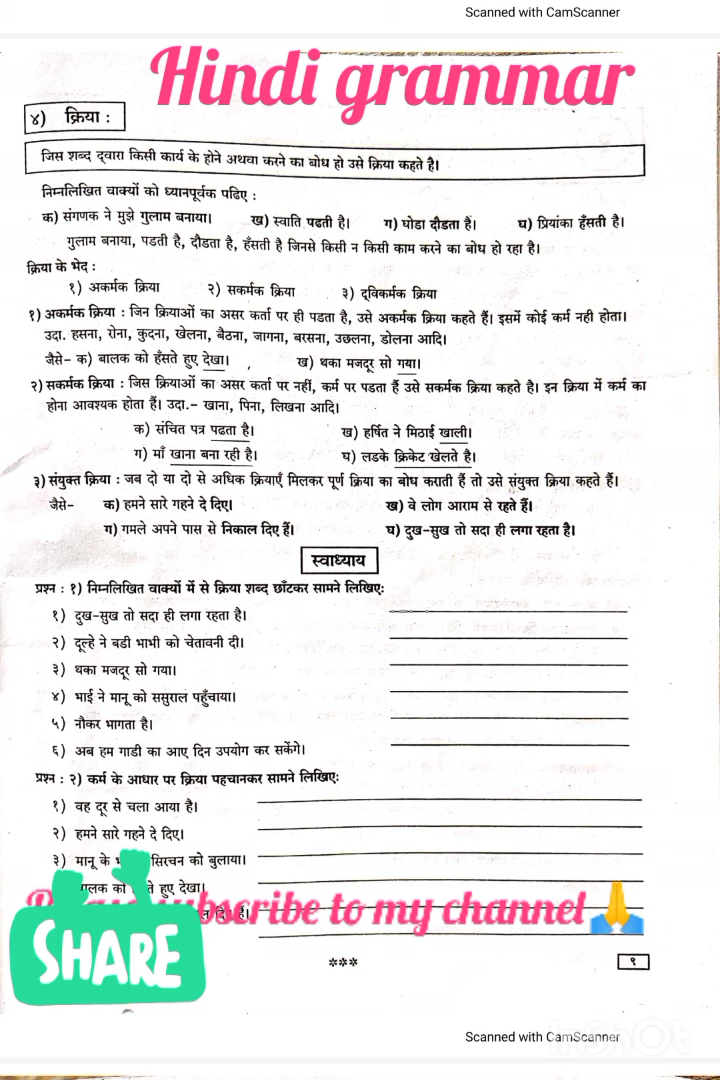 Scanned with CamScanner
Hindi grammar
४) क्रिया :
जिस शब्द द्वारा किसी कार्य के होने अथवा करने का बोध हो उसे क्रिया कहते है।
निम्नलिखित वाक्यों को ध्यानपूर्वक पढिए :
क) संगणक ने मुझे गुलाम बनाया। ख) स्वाति पढती है। ग) घोडा दौडता है। घ) प्रियांका हँसती है।
गुलाम बनाया, पडती है, दौडता है, हँसती है जिनसे किसी न किसी काम करने का बोध हो रहा है।
क्रिया के भेद :
१) अकर्मक क्रिया २) सकर्मक क्रिया ३) द्विकर्मक क्रिया
१) अकर्मक क्रिया : जिन क्रियाओं का असर कर्ता पर ही पडता है, उसे अकर्मक क्रिया कहते हैं। इसमें कोई कर्म नही होता।
उदा. हसना, रोना, कुदना, खेलना, बैठना, जागना, बरसना, उछलना, डोलना आदि।
जैसे- क) बालक को हँसते हुए देखा। ख) थका मजदूर सो गया।
२) सकर्मक क्रिया : जिस क्रियाओं का असर कर्ता पर नहीं, कर्म पर पडता हैं उसे सकर्मक क्रिया कहते है। इन क्रिया में कर्म का
होना आवश्यक होता हैं। उदा.- खाना, पिना, लिखना आदि।
क) संचित पत्र पढता है। ख) हर्षित ने मिठाई खाली।
ग) माँ खाना बना रही है। घ) लडके क्रिकेट खेलते है।
३) संयुक्त क्रिया : जब दो या दो से अधिक क्रियाएँ मिलकर पूर्ण क्रिया का बोध कराती हैं तो उसे संयुक्त क्रिया कहते हैं।
जैसे- क) हमने सारे गहने दे दिए। ख) वे लोग आराम से रहते हैं।
ग) गमले अपने पास से निकाल दिए हैं। घ) दुख-सुख तो सदा ही लगा रहता है।
स्वाध्याय
प्रश्न : १) निम्नलिखित वाक्यों में से क्रिया शब्द छाँटकर सामने लिखिए:
१) दुख-सुख तो सदा ही लगा रहता है।
२) दूल्हे ने बडी भाभी को चेतावनी दी।
३) थका मजदूर सो गया।
४) भाई ने मानू को ससुराल पहुँचाया।
५) नौकर भागता है।
६) अब हम गाडी का आए दिन उपयोग कर सकेंगे।
प्रश्न : २) कर्म के आधार पर क्रिया पहचानकर सामने लिखिए:
१) वह दूर से चला आया है।
२) हमने सारे गहने दे दिए।
३) मानू के सिरचन को बुलाया।
हुए देखा।
subscribe to my channel
SHARE
*** १
Scanned with CamScanner
InShOt